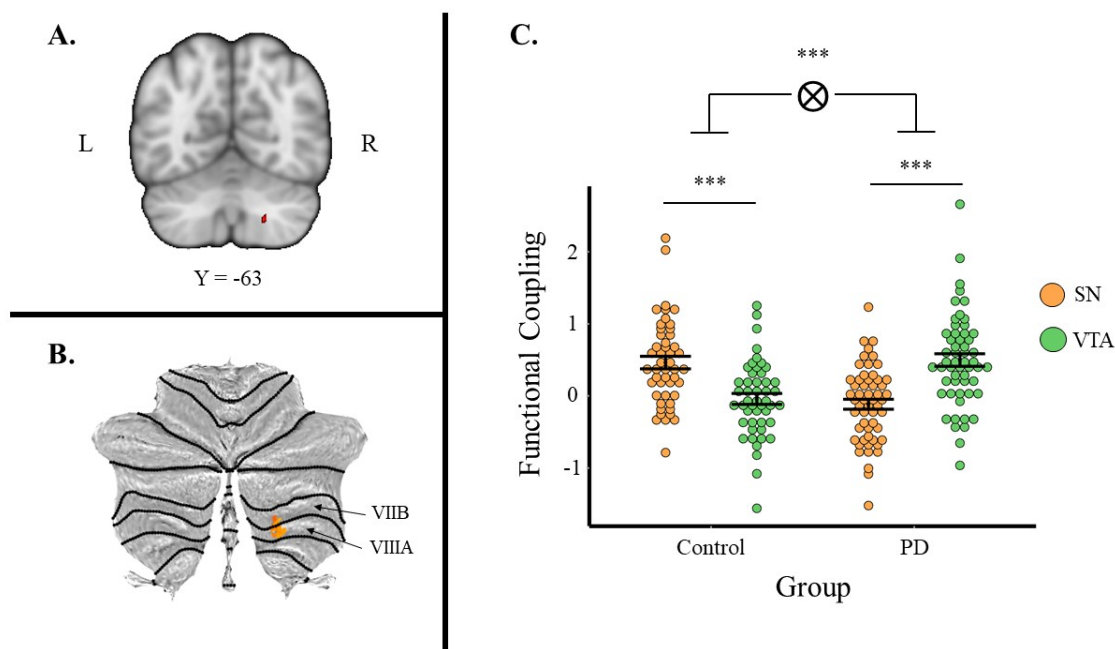 A.
L
R
Y = -63
B.
VIIB
VIIIA
C.
***
***
***
Functional Coupling
2
1
0
-1
Control
PD
Group
SN
VTA